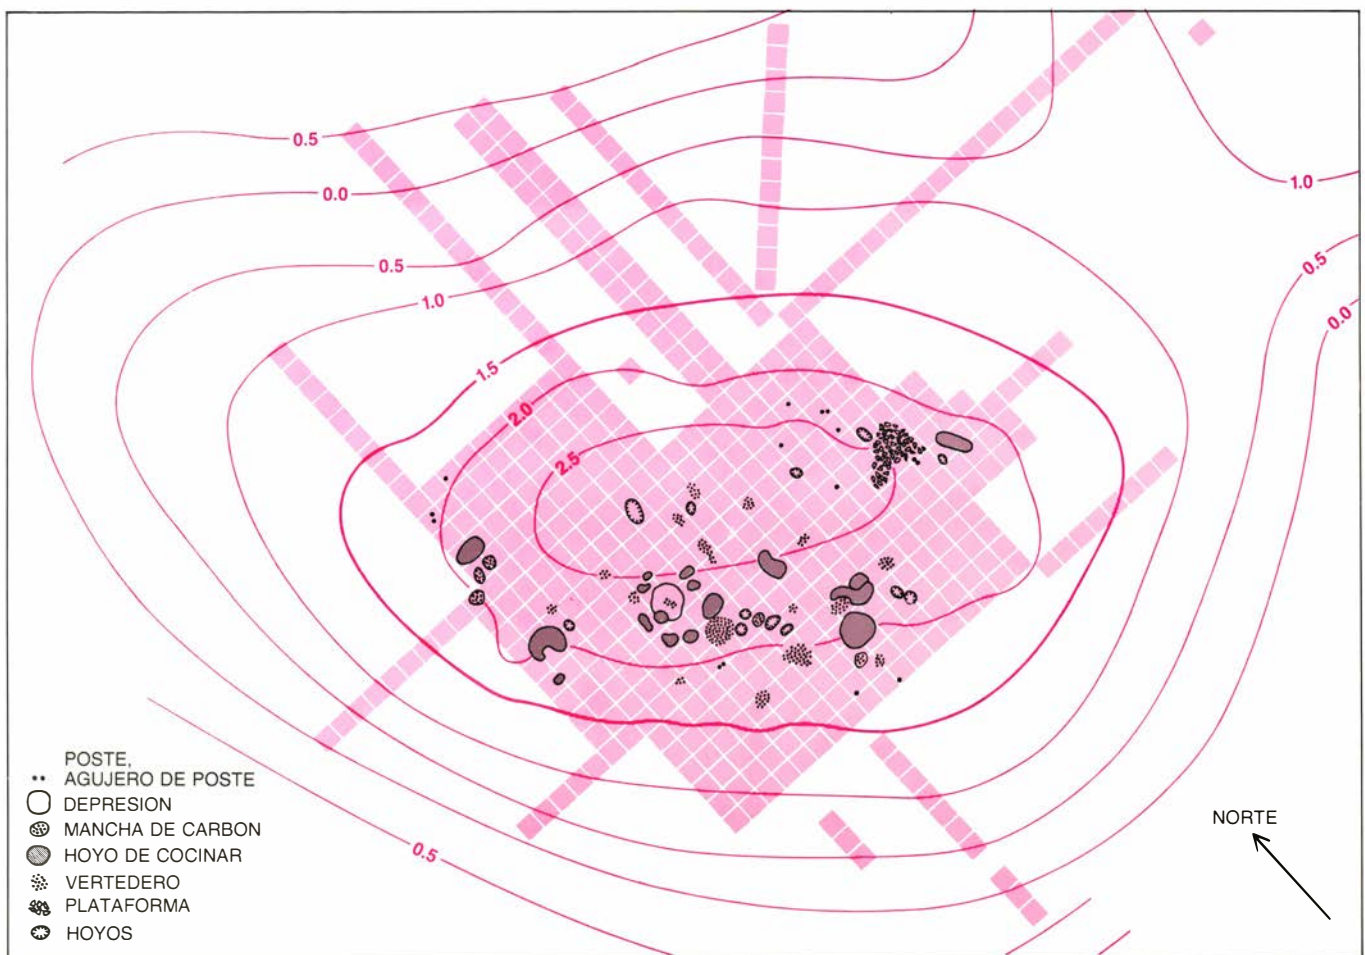 0.5
0.0
1.0
0.5
0.5
1.0
0.0
1.5
2.0
2.5
0.5
POSTE,
AGUJERO DE POSTE
DEPRESION
MANCHA DE CARBON
HOYO DE COCINAR
VERTEDERO
PLATAFORMA
HOYOS
NORTE